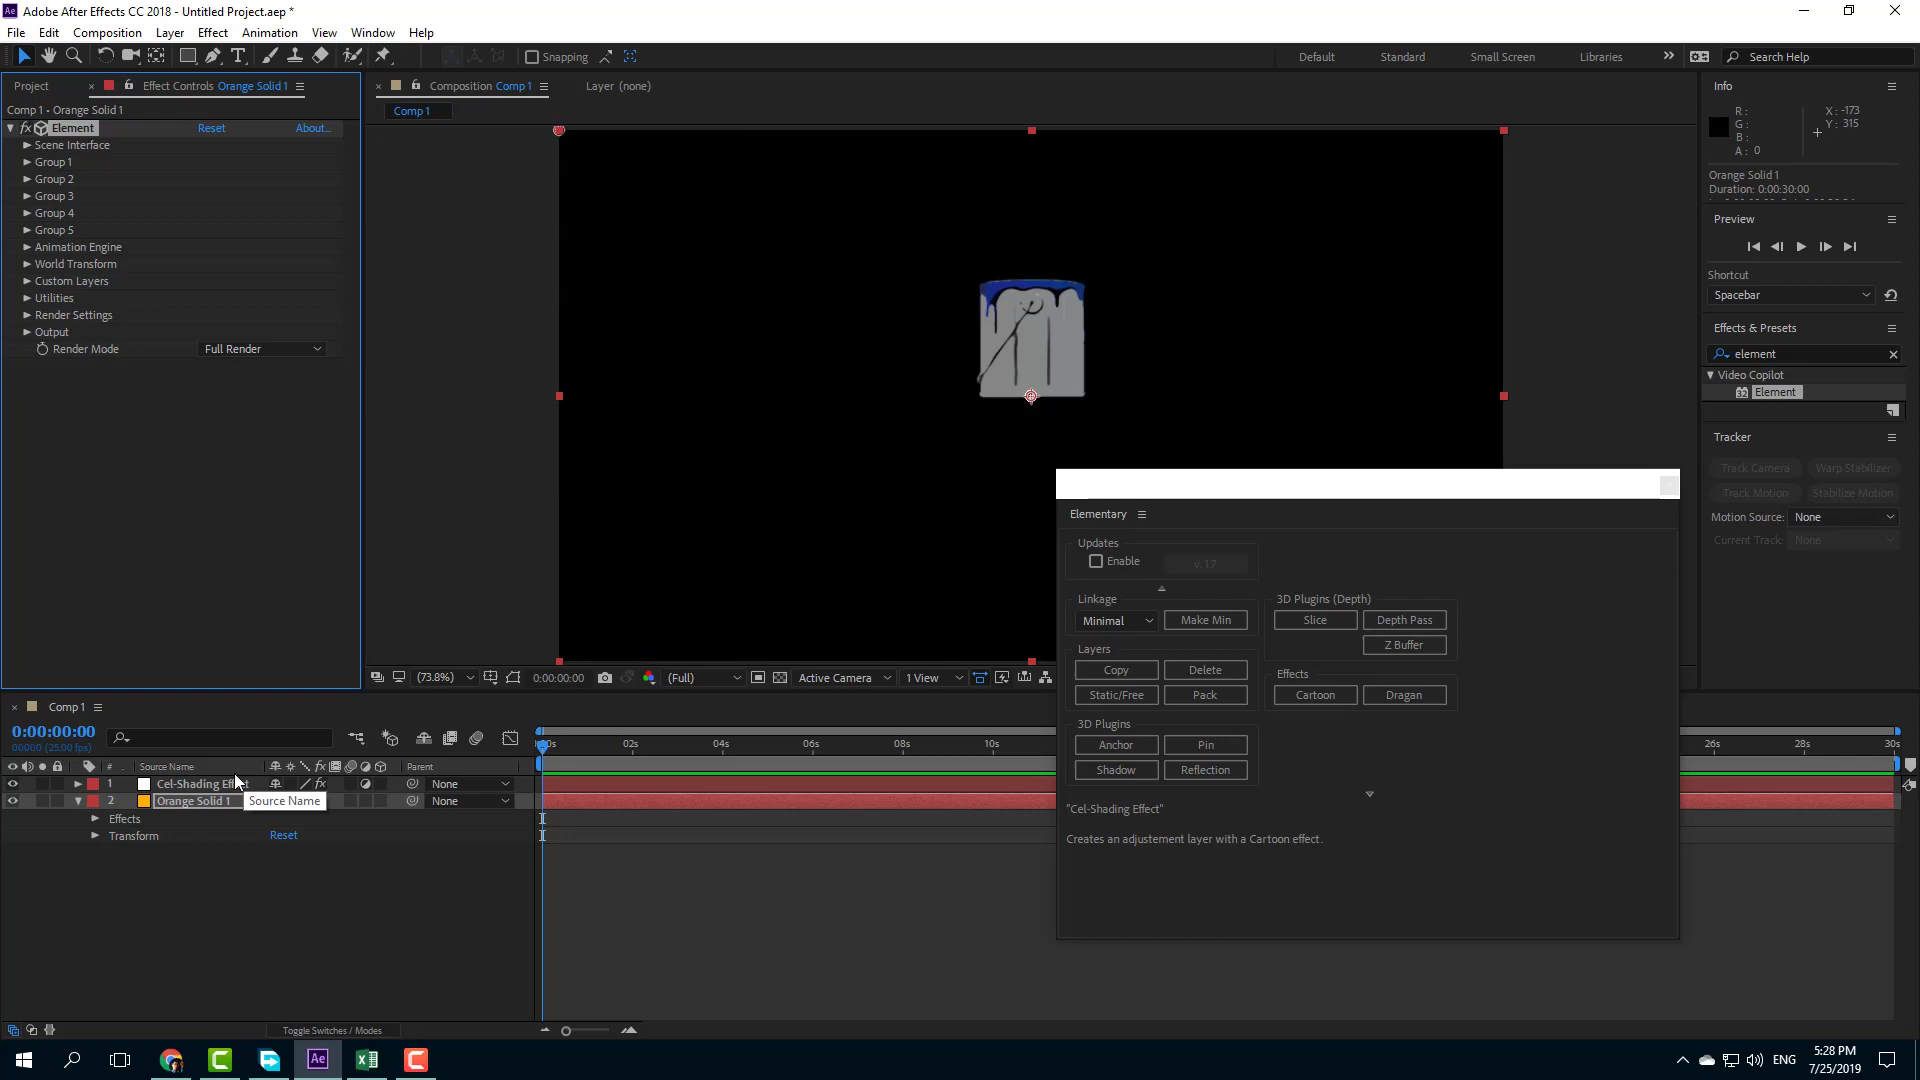 Adobe After Effects CC 2018 - Untitled Project.aep *
File Edit Composition Layer Effect Animation View Window Help
Snapping Default Standard Small Screen Libraries Search Help
Project Effect Controls Orange Solid 1
Comp 1 • Orange Solid 1
fx Element Reset About...
Scene Interface
Group 1
Group 2
Group 3
Group 4
Group 5
Animation Engine
World Transform
Custom Layers
Utilities
Render Settings
Output
Render Mode Full Render
Composition Comp 1 Layer (none)
Comp 1
(73.8%) 0:00:00:00 (Full) Active Camera 1 View
Info
R :
G :
B :
A : 0
X : -173
Y : 315
Orange Solid 1
Duration: 0:00:30:00
Preview
Shortcut
Spacebar
Effects & Presets
element
Video Copilot
32 Element
Tracker
Track Camera Warp Stabilizer
Track Motion Stabilize Motion
Motion Source: None
Current Track: None
Elementary
Updates
Enable v. 1.7
Linkage
Minimal Make Min
Layers
Copy Delete
Static/Free Pack
3D Plugins
Anchor Pin
Shadow Reflection
3D Plugins (Depth)
Slice Depth Pass
Z Buffer
Effects
Cartoon Dragan
"Cel-Shading Effect"
Creates an adjustement layer with a Cartoon effect.
Comp 1
0:00:00:00
00000 (25.00 fps)
02s 04s 06s 08s 10s 26s 28s 30s
# Source Name fx Parent
1 Cel-Shading Effect fx None
2 Orange Solid 1 None
Source Name
Effects
Transform Reset
Toggle Switches / Modes
Ae ENG
5:28 PM
7/25/2019